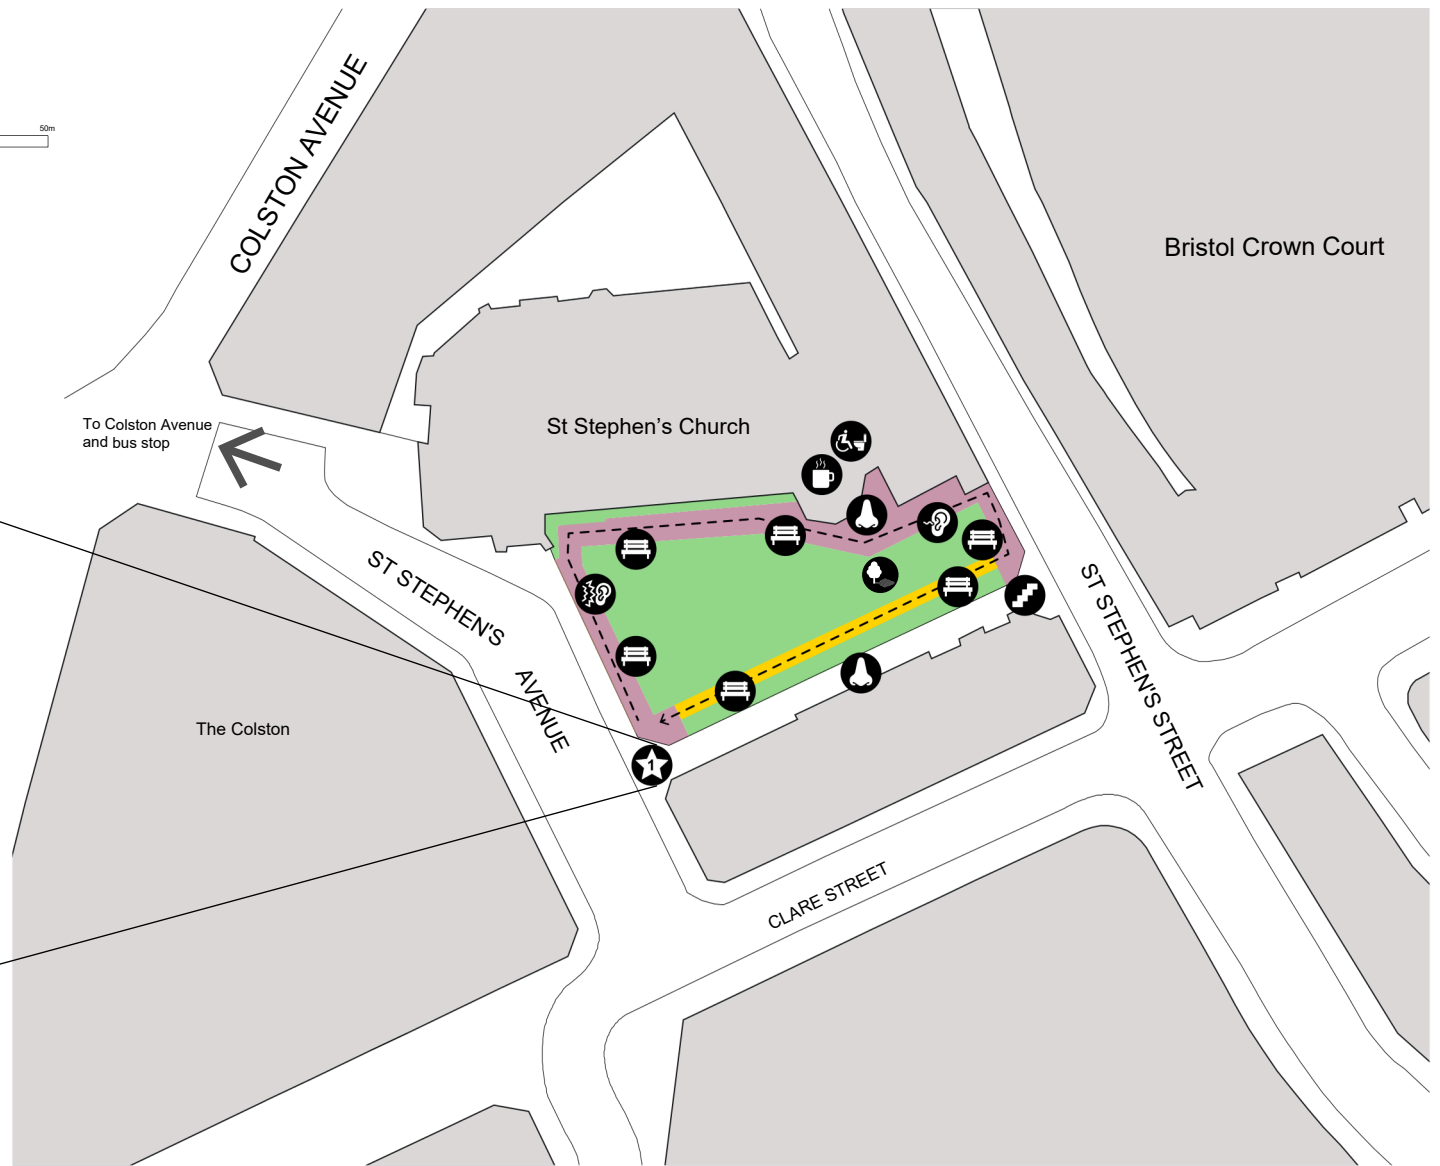 COLSTON AVENUE
50m
Bristol Crown Court
To Colston Avenue
and bus stop
St Stephen's Church
ST STEPHEN'S
AVENUE
ST STEPHEN'S STREET
The Colston
1
CLARE STREET